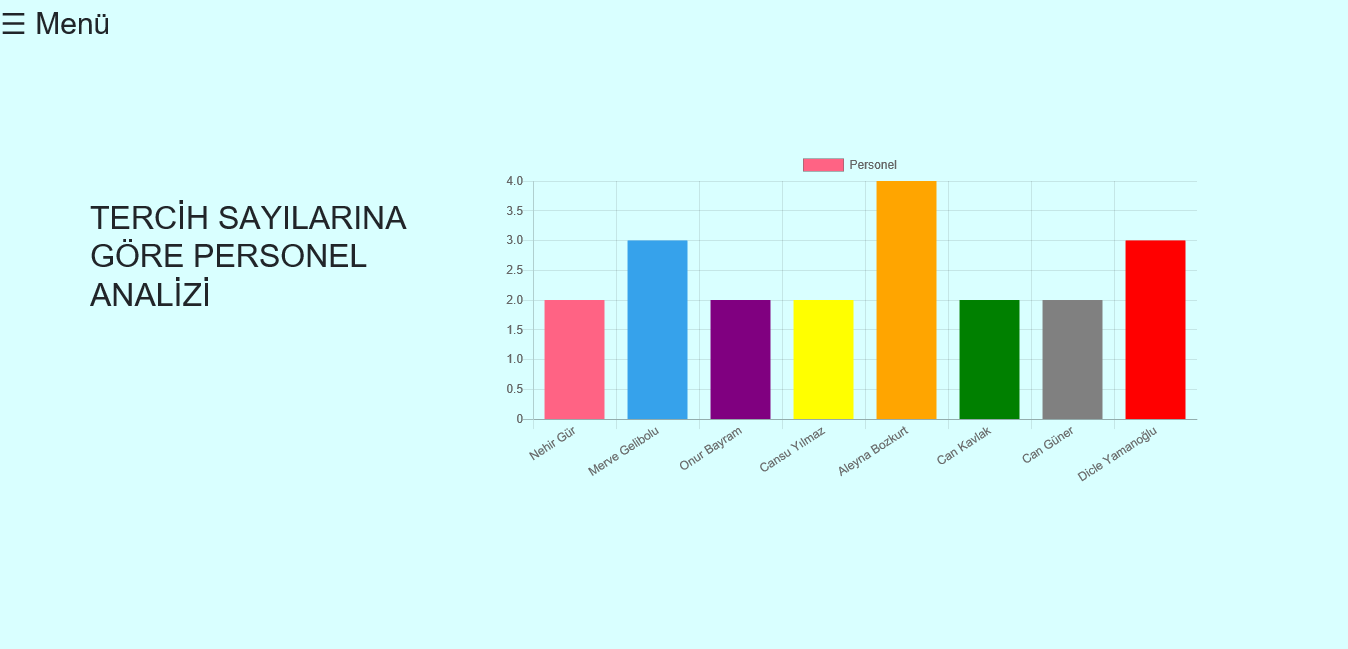 ☰ Menü
TERCİH SAYILARINA
GÖRE PERSONEL
ANALİZİ
Personel
4.0
3.5
3.0
2.5
2.0
1.5
1.0
0.5
0
Nehir Gür
Merve Gelibolu
Onur Bayram
Cansu Yılmaz
Aleyna Bozkurt
Can Kavlak
Can Güner
Dicle Yamanoğlu